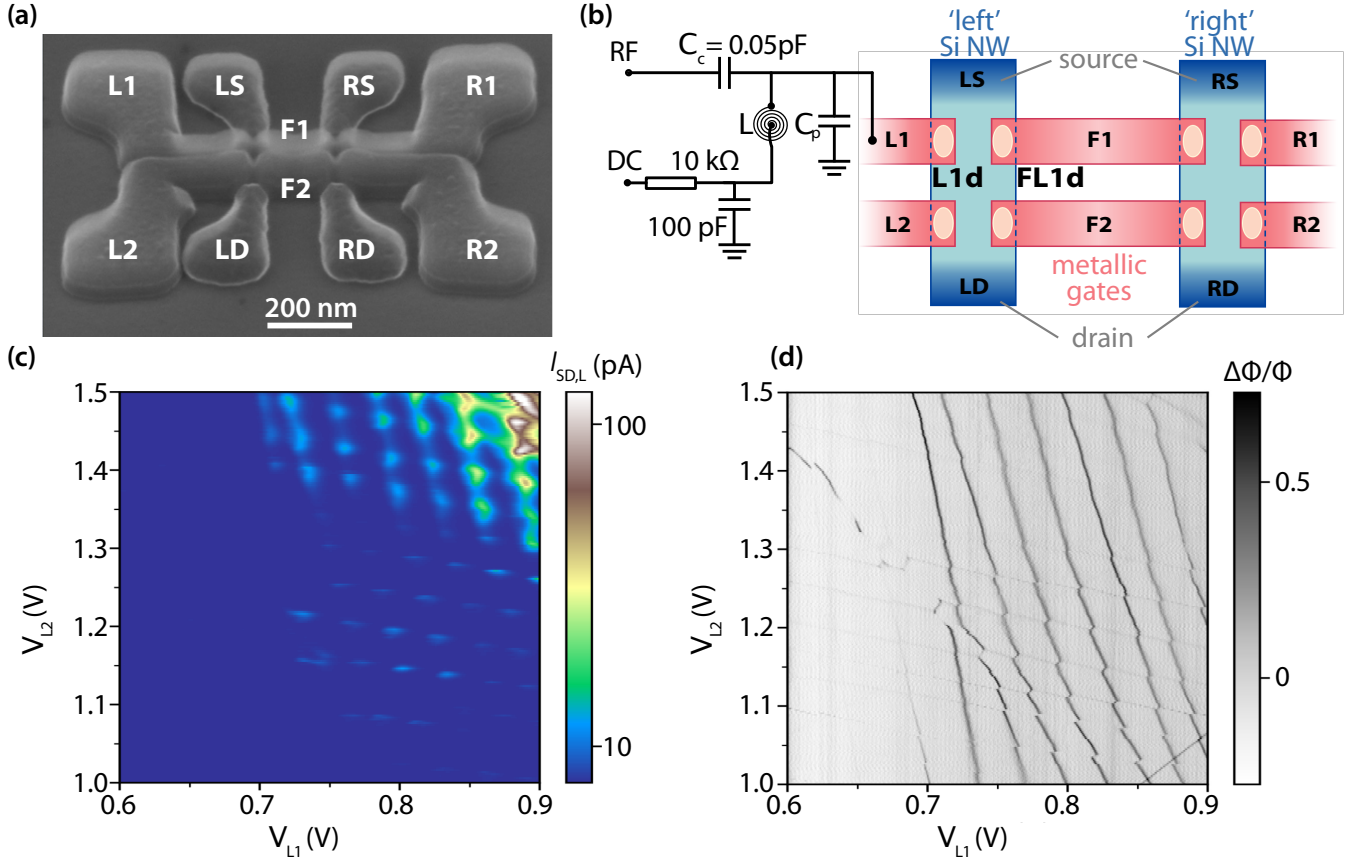 (a)
L1
LS
RS
R1
F1
F2
L2
LD
RD
R2
200 nm
(b)
'left'
Si NW
'right'
Si NW
RF
C_c = 0.05pF
L
C_p
DC
10 kΩ
100 pF
source
LS
RS
L1
F1
R1
L1d
FL1d
L2
F2
R2
metallic
gates
LD
RD
drain
(c)
I_SD,L (pA)
1.5
1.4
1.3
1.2
1.1
1.0
V_L2 (V)
0.6
0.7
0.8
0.9
V_L1 (V)
100
10
(d)
ΔΦ/Φ
1.5
1.4
1.3
1.2
1.1
1.0
V_L2 (V)
0.6
0.7
0.8
0.9
V_L1 (V)
0.5
0